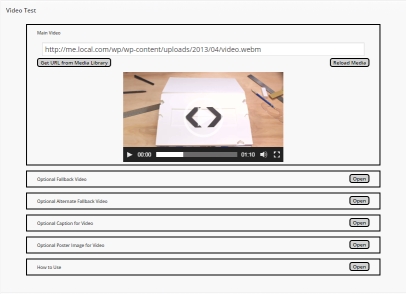 Video Test
Main Video
http://me.local.com/wp/wp-content/uploads/2013/04/video.webm
Get URL from Media Library
Reload Media
00:00
01:10
Optional Fallback Video
Open
Optional Alternate Fallback Video
Open
Optional Caption for Video
Open
Optional Poster Image for Video
Open
How to Use
Open